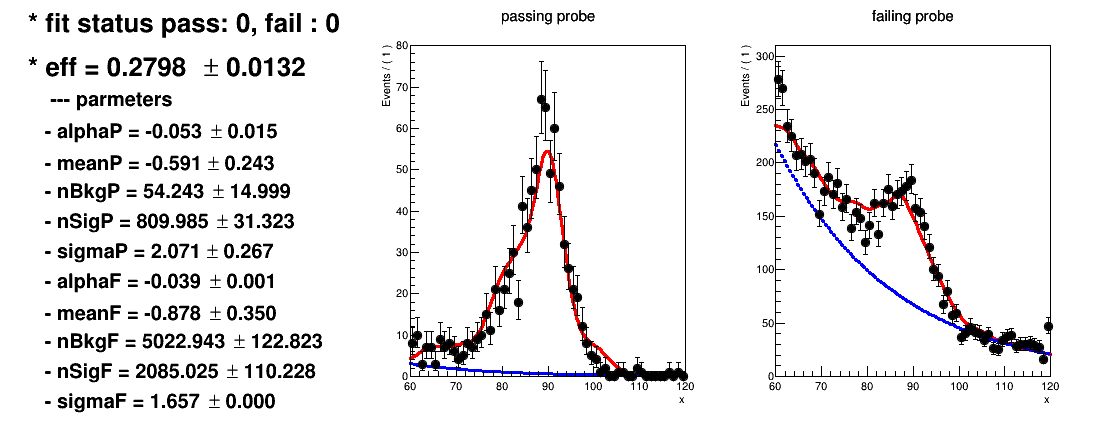 * fit status pass: 0, fail : 0
* eff = 0.2798 ± 0.0132
--- parmeters
- alphaP = -0.053 ± 0.015
- meanP = -0.591 ± 0.243
- nBkgP = 54.243 ± 14.999
- nSigP = 809.985 ± 31.323
- sigmaP = 2.071 ± 0.267
- alphaF = -0.039 ± 0.001
- meanF = -0.878 ± 0.350
- nBkgF = 5022.943 ± 122.823
- nSigF = 2085.025 ± 110.228
- sigmaF = 1.657 ± 0.000
passing probe
Events / ( 1 )
80
70
60
50
40
30
20
10
0
60 70 80 90 100 110 120
x
failing probe
Events / ( 1 )
300
250
200
150
100
50
0
60 70 80 90 100 110 120
x